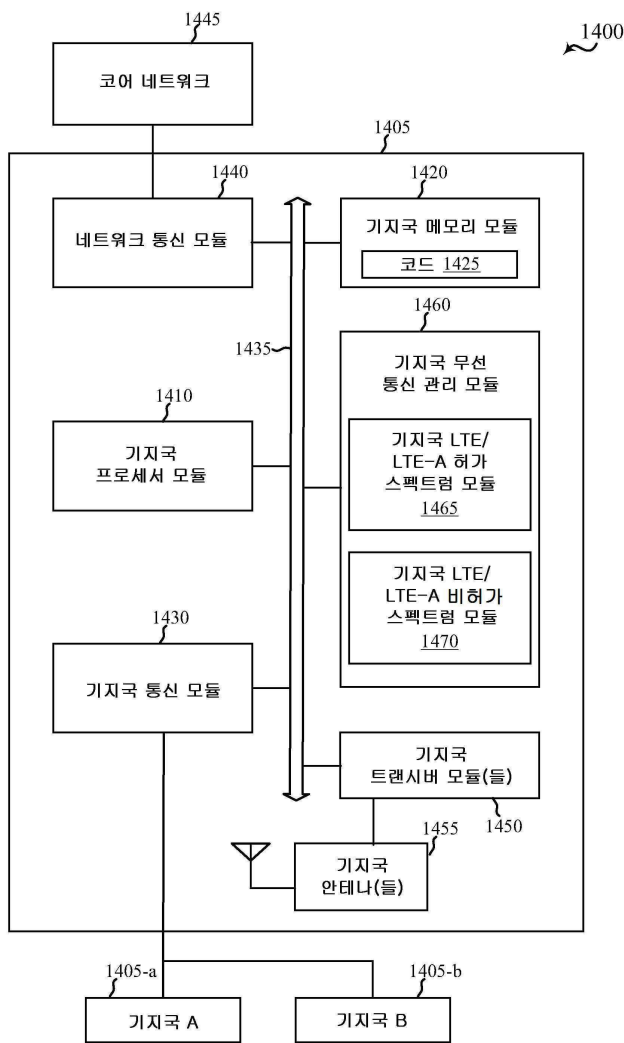 1445
1400
코어 네트워크
1405
1440
1420
네트워크 통신 모듈
기지국 메모리 모듈
코드 1425
1460
1435
기지국 무선
통신 관리 모듈
1410
기지국
프로세서 모듈
기지국 LTE/
LTE-A 허가
스펙트럼 모듈
1465
기지국 LTE/
LTE-A 비허가
스펙트럼 모듈
1470
1430
기지국 통신 모듈
기지국
트랜시버 모듈(들)
1450
1455
기지국
안테나(들)
1405-a
1405-b
기지국 A
기지국 B